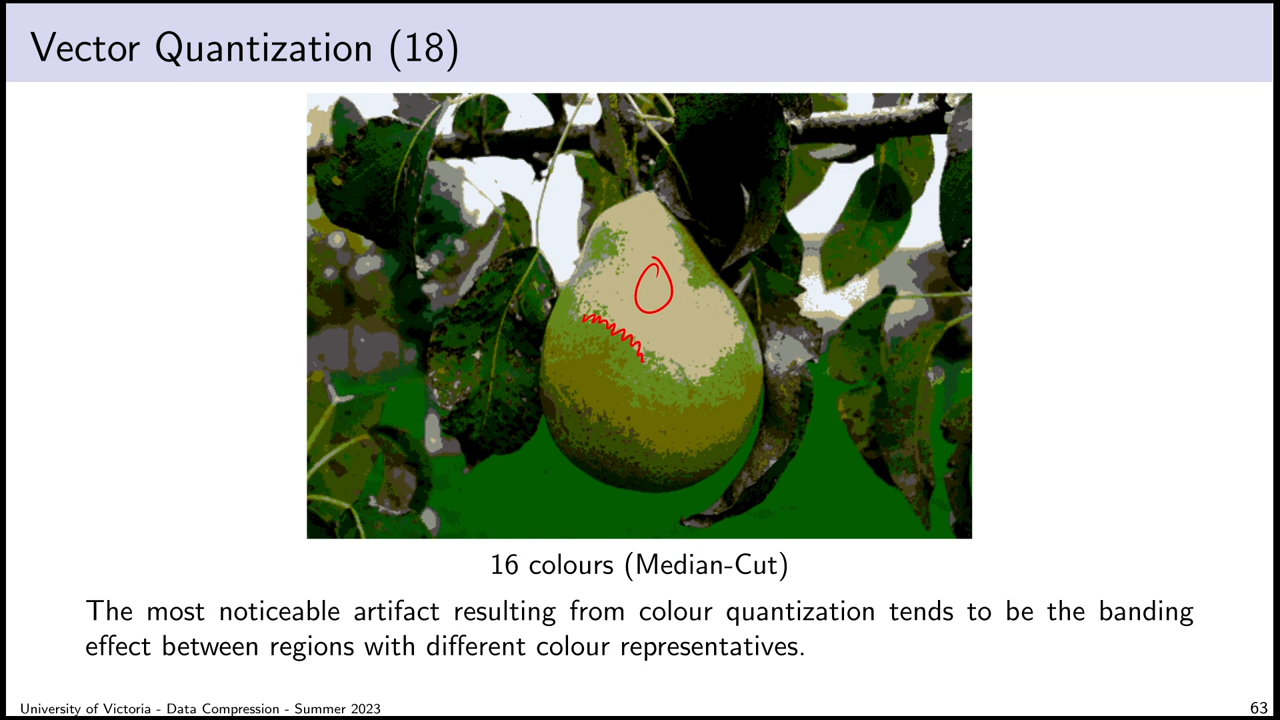 Vector Quantization (18)
16 colours (Median-Cut)
The most noticeable artifact resulting from colour quantization tends to be the banding
effect between regions with different colour representatives.
University of Victoria - Data Compression - Summer 2023
63